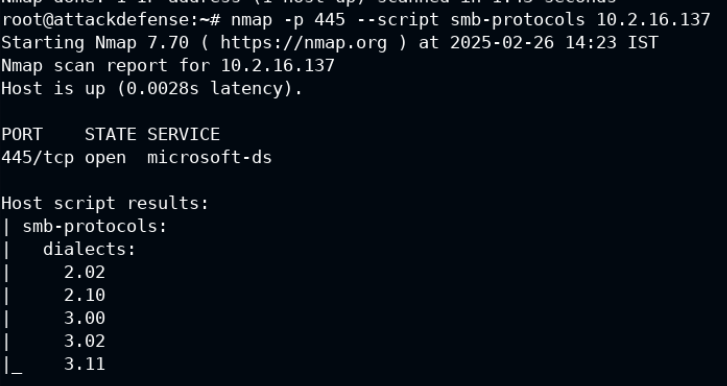 Nmap done: 1 IP address (1 host up) scanned in 1.45 seconds
root@attackdefense:~# nmap -p 445 --script smb-protocols 10.2.16.137
Starting Nmap 7.70 ( https://nmap.org ) at 2025-02-26 14:23 IST
Nmap scan report for 10.2.16.137
Host is up (0.0028s latency).
PORT    STATE SERVICE
445/tcp open  microsoft-ds
Host script results:
| smb-protocols:
|   dialects:
|     2.02
|     2.10
|     3.00
|     3.02
|_    3.11